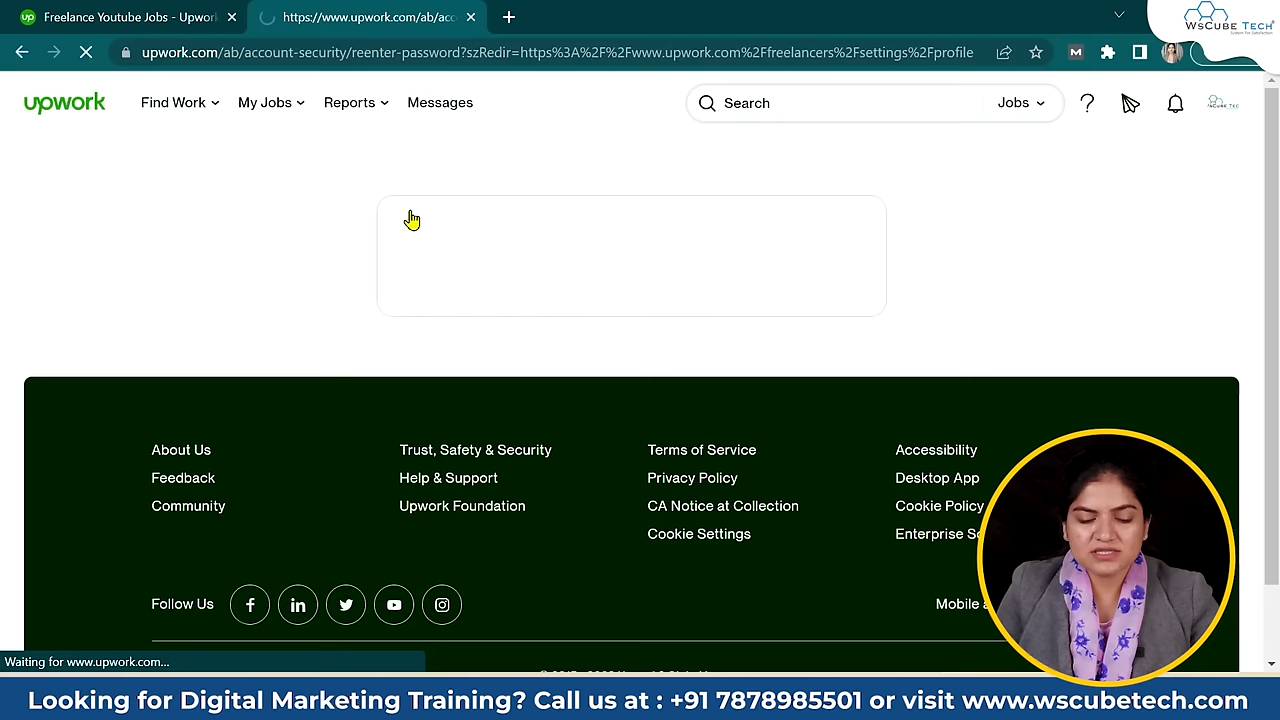 Freelance Youtube Jobs - Upwork
https://www.upwork.com/ab/acc
WsCube Tech
upwork.com/ab/account-security/reenter-password?szRedir=https%3A%2F%2Fwww.upwork.com%2Ffreelancers%2Fsettings%2Fprofile
M
upwork
Find Work
My Jobs
Reports
Messages
Search
Jobs
About Us
Trust, Safety & Security
Terms of Service
Accessibility
Feedback
Help & Support
Privacy Policy
Desktop App
Community
Upwork Foundation
CA Notice at Collection
Cookie Policy
Cookie Settings
Enterprise
Follow Us
Mobile
Waiting for www.upwork.com...
Looking for Digital Marketing Training? Call us at : +91 7878985501 or visit www.wscubetech.com